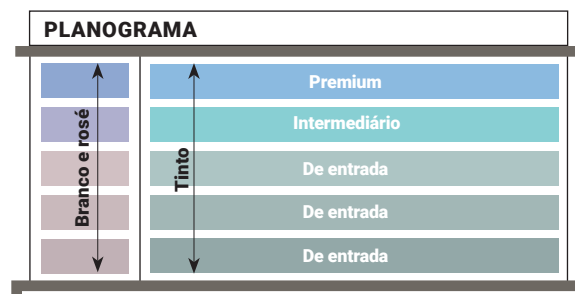 PLANOGRAMA
Branco e rosé
Tinto
Premium
Intermediário
De entrada
De entrada
De entrada